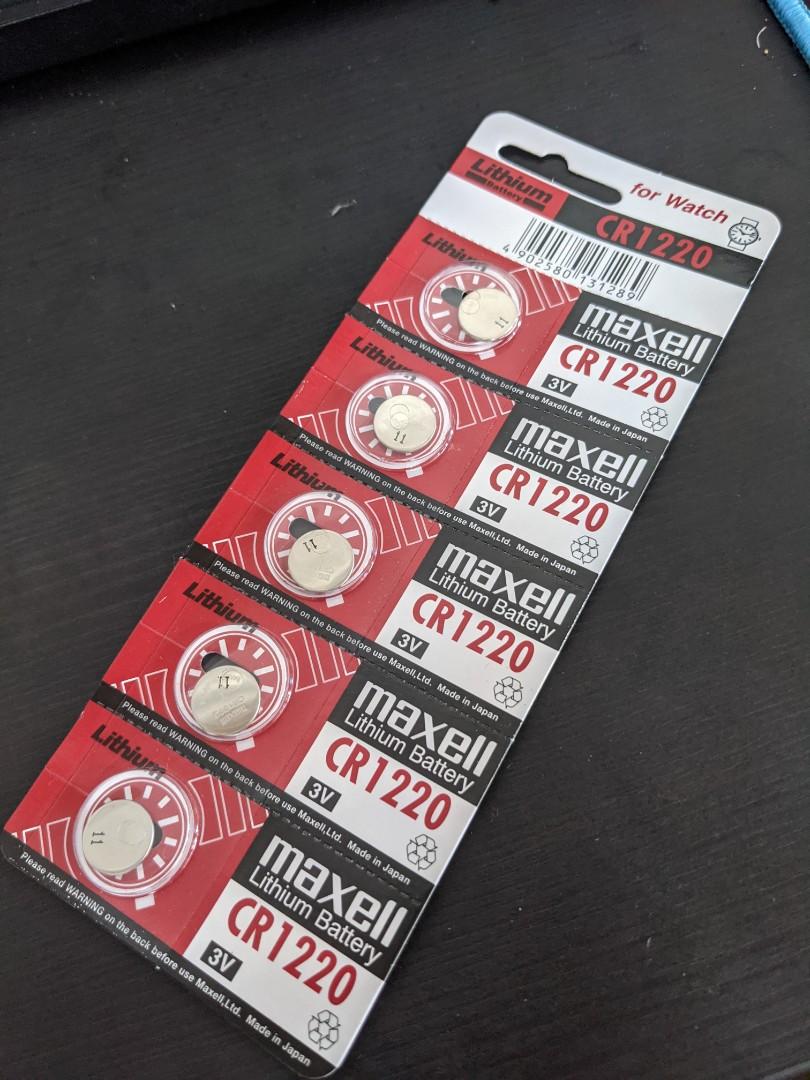 Lithium
Battery
for Watch
CR1220
4 902580 131289
Lithium
11
maxell
Lithium Battery
CR1220
3V
Please read WARNING on the back before use Maxell,Ltd. Made in Japan
Lithium
11
maxell
Lithium Battery
CR1220
3V
Please read WARNING on the back before use Maxell,Ltd. Made in Japan
Lithium
11
maxell
Lithium Battery
CR1220
3V
Please read WARNING on the back before use Maxell,Ltd. Made in Japan
Lithium
11
maxell
Lithium Battery
CR1220
3V
Please read WARNING on the back before use Maxell,Ltd. Made in Japan
Lithium
11
maxell
Lithium Battery
CR1220
3V
Please read WARNING on the back before use Maxell,Ltd. Made in Japan